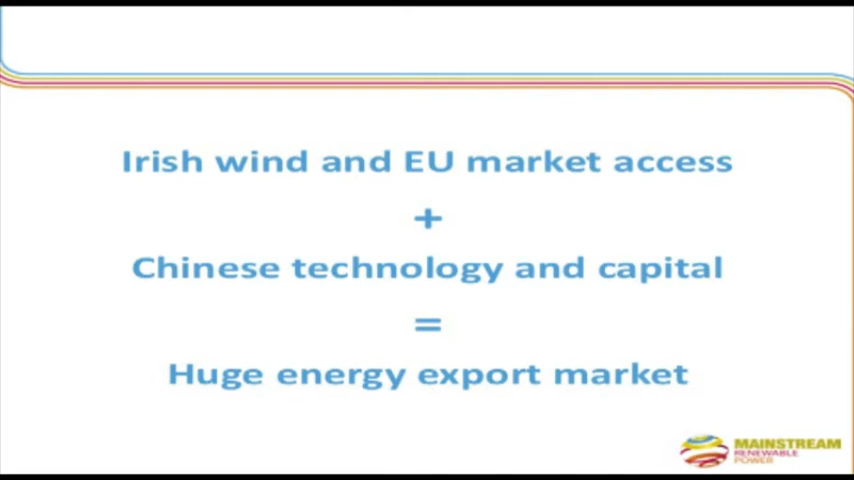 Irish wind and EU market access
+
Chinese technology and capital
=
Huge energy export market
MAINSTREAM
RENEWABLE
POWER